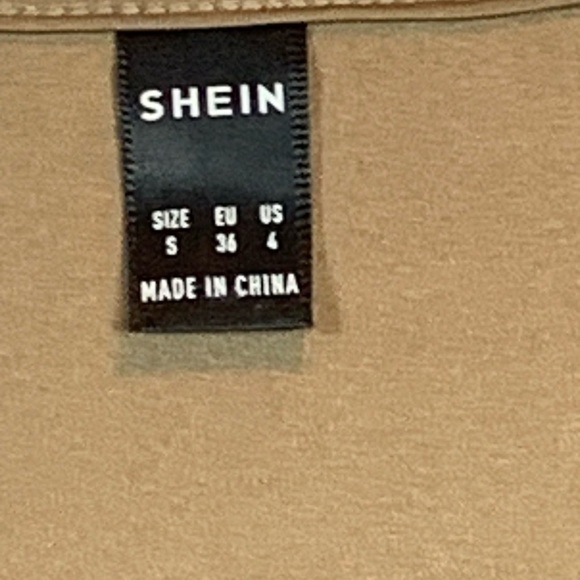 SHEIN
SIZE EU US
S 36 4
MADE IN CHINA